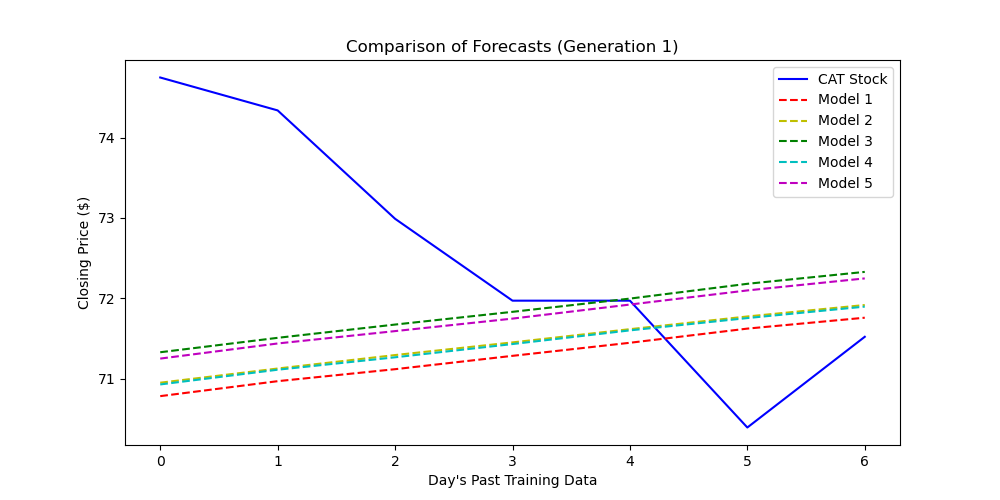 Comparison of Forecasts (Generation 1)
CAT Stock
Model 1
Model 2
Model 3
Model 4
Model 5
Closing Price ($)
74
73
72
71
0 1 2 3 4 5 6
Day's Past Training Data